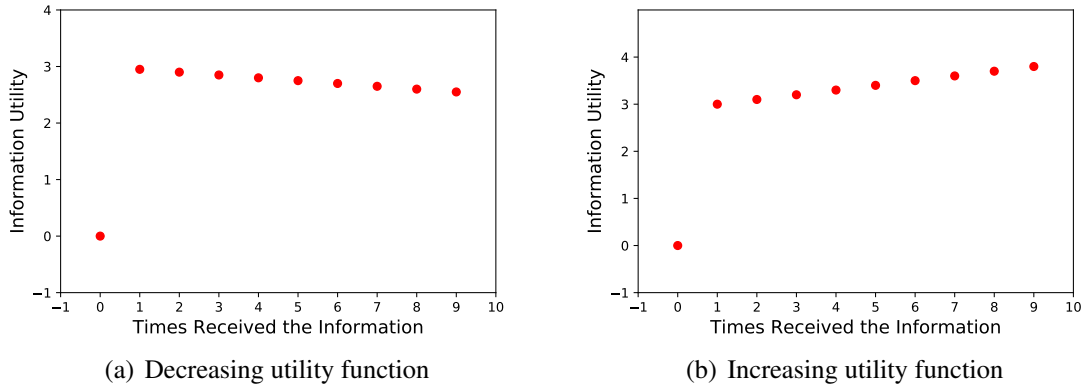 4
3
2
1
0
−1
Information Utility
−1 0 1 2 3 4 5 6 7 8 9 10
Times Received the Information
(a) Decreasing utility function
4
3
2
1
0
−1
Information Utility
−1 0 1 2 3 4 5 6 7 8 9 10
Times Received the Information
(b) Increasing utility function